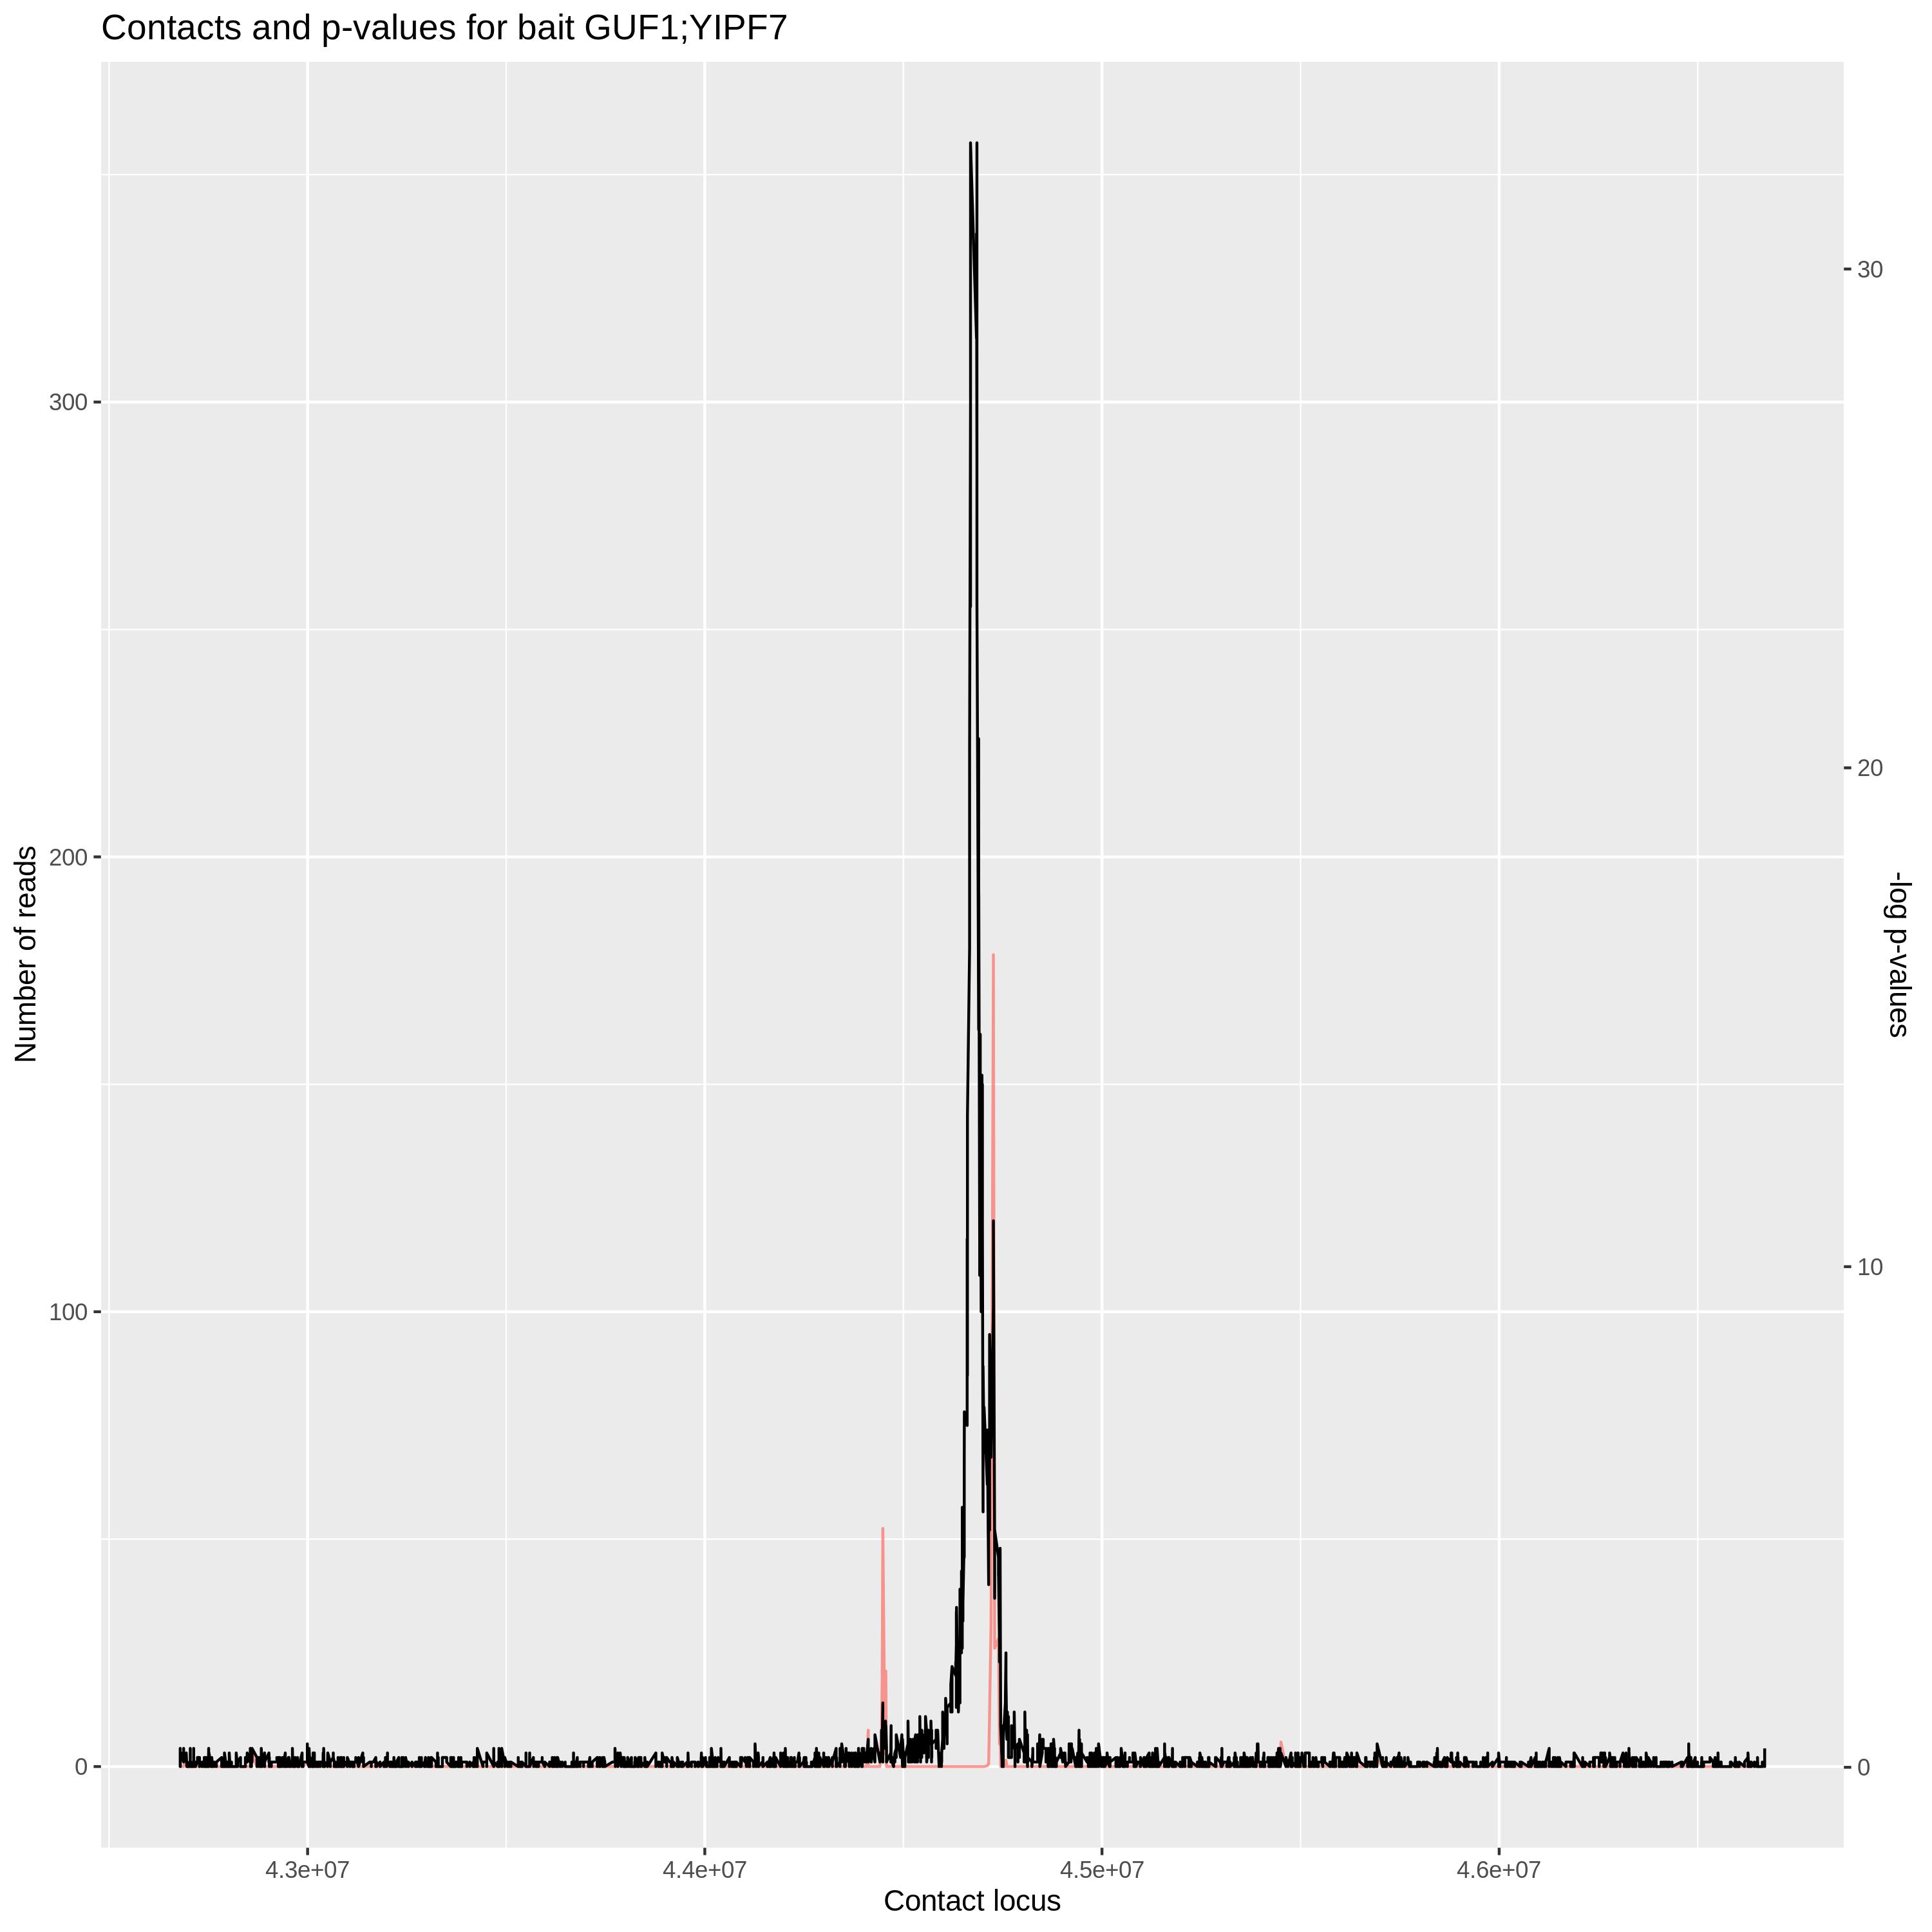 Contacts and p-values for bait GUF1;YIPF7
300
200
100
0
30
20
10
0
4.3e+07
4.4e+07
4.5e+07
4.6e+07
Number of reads
-log p-values
Contact locus